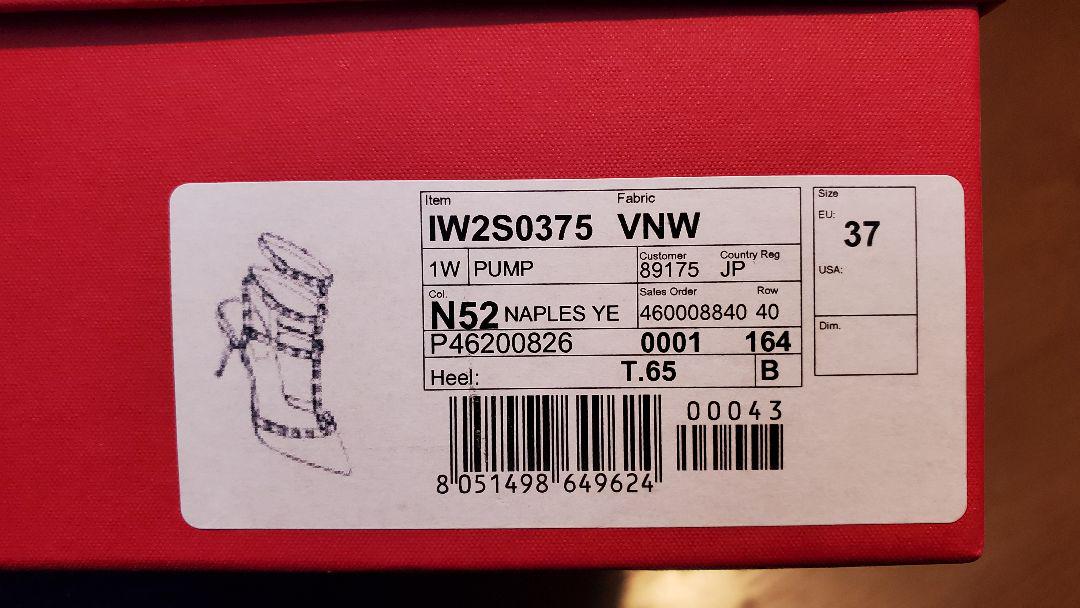 Item Fabric
IW2S0375 VNW
1W PUMP
Customer Country Reg
89175 JP
Col.
N52 NAPLES YE
Sales Order Row
460008840 40
P46200826 0001 164
Heel: T.65 B
00043
8 051498 649624
Size
EU: 37
USA:
Dim.